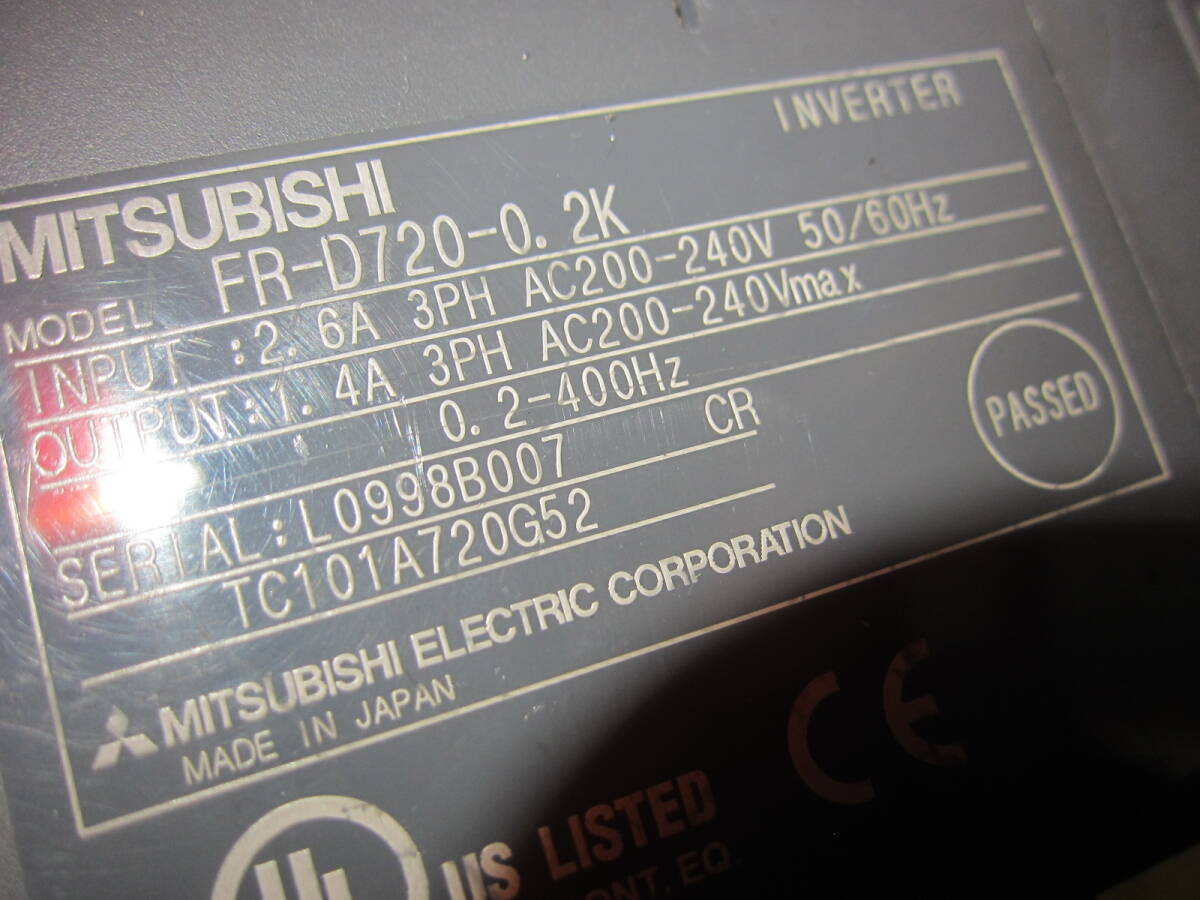 INVERTER
MITSUBISHI
MODEL FR-D720-0.2K
INPUT :2.6A 3PH AC200-240V 50/60Hz
OUTPUT:1.4A 3PH AC200-240Vmax
0.2-400Hz
SERIAL:L0998B007 CR
TC101A720G52
PASSED
MITSUBISHI ELECTRIC CORPORATION
MADE IN JAPAN
CE
UL US LISTED
EQ.